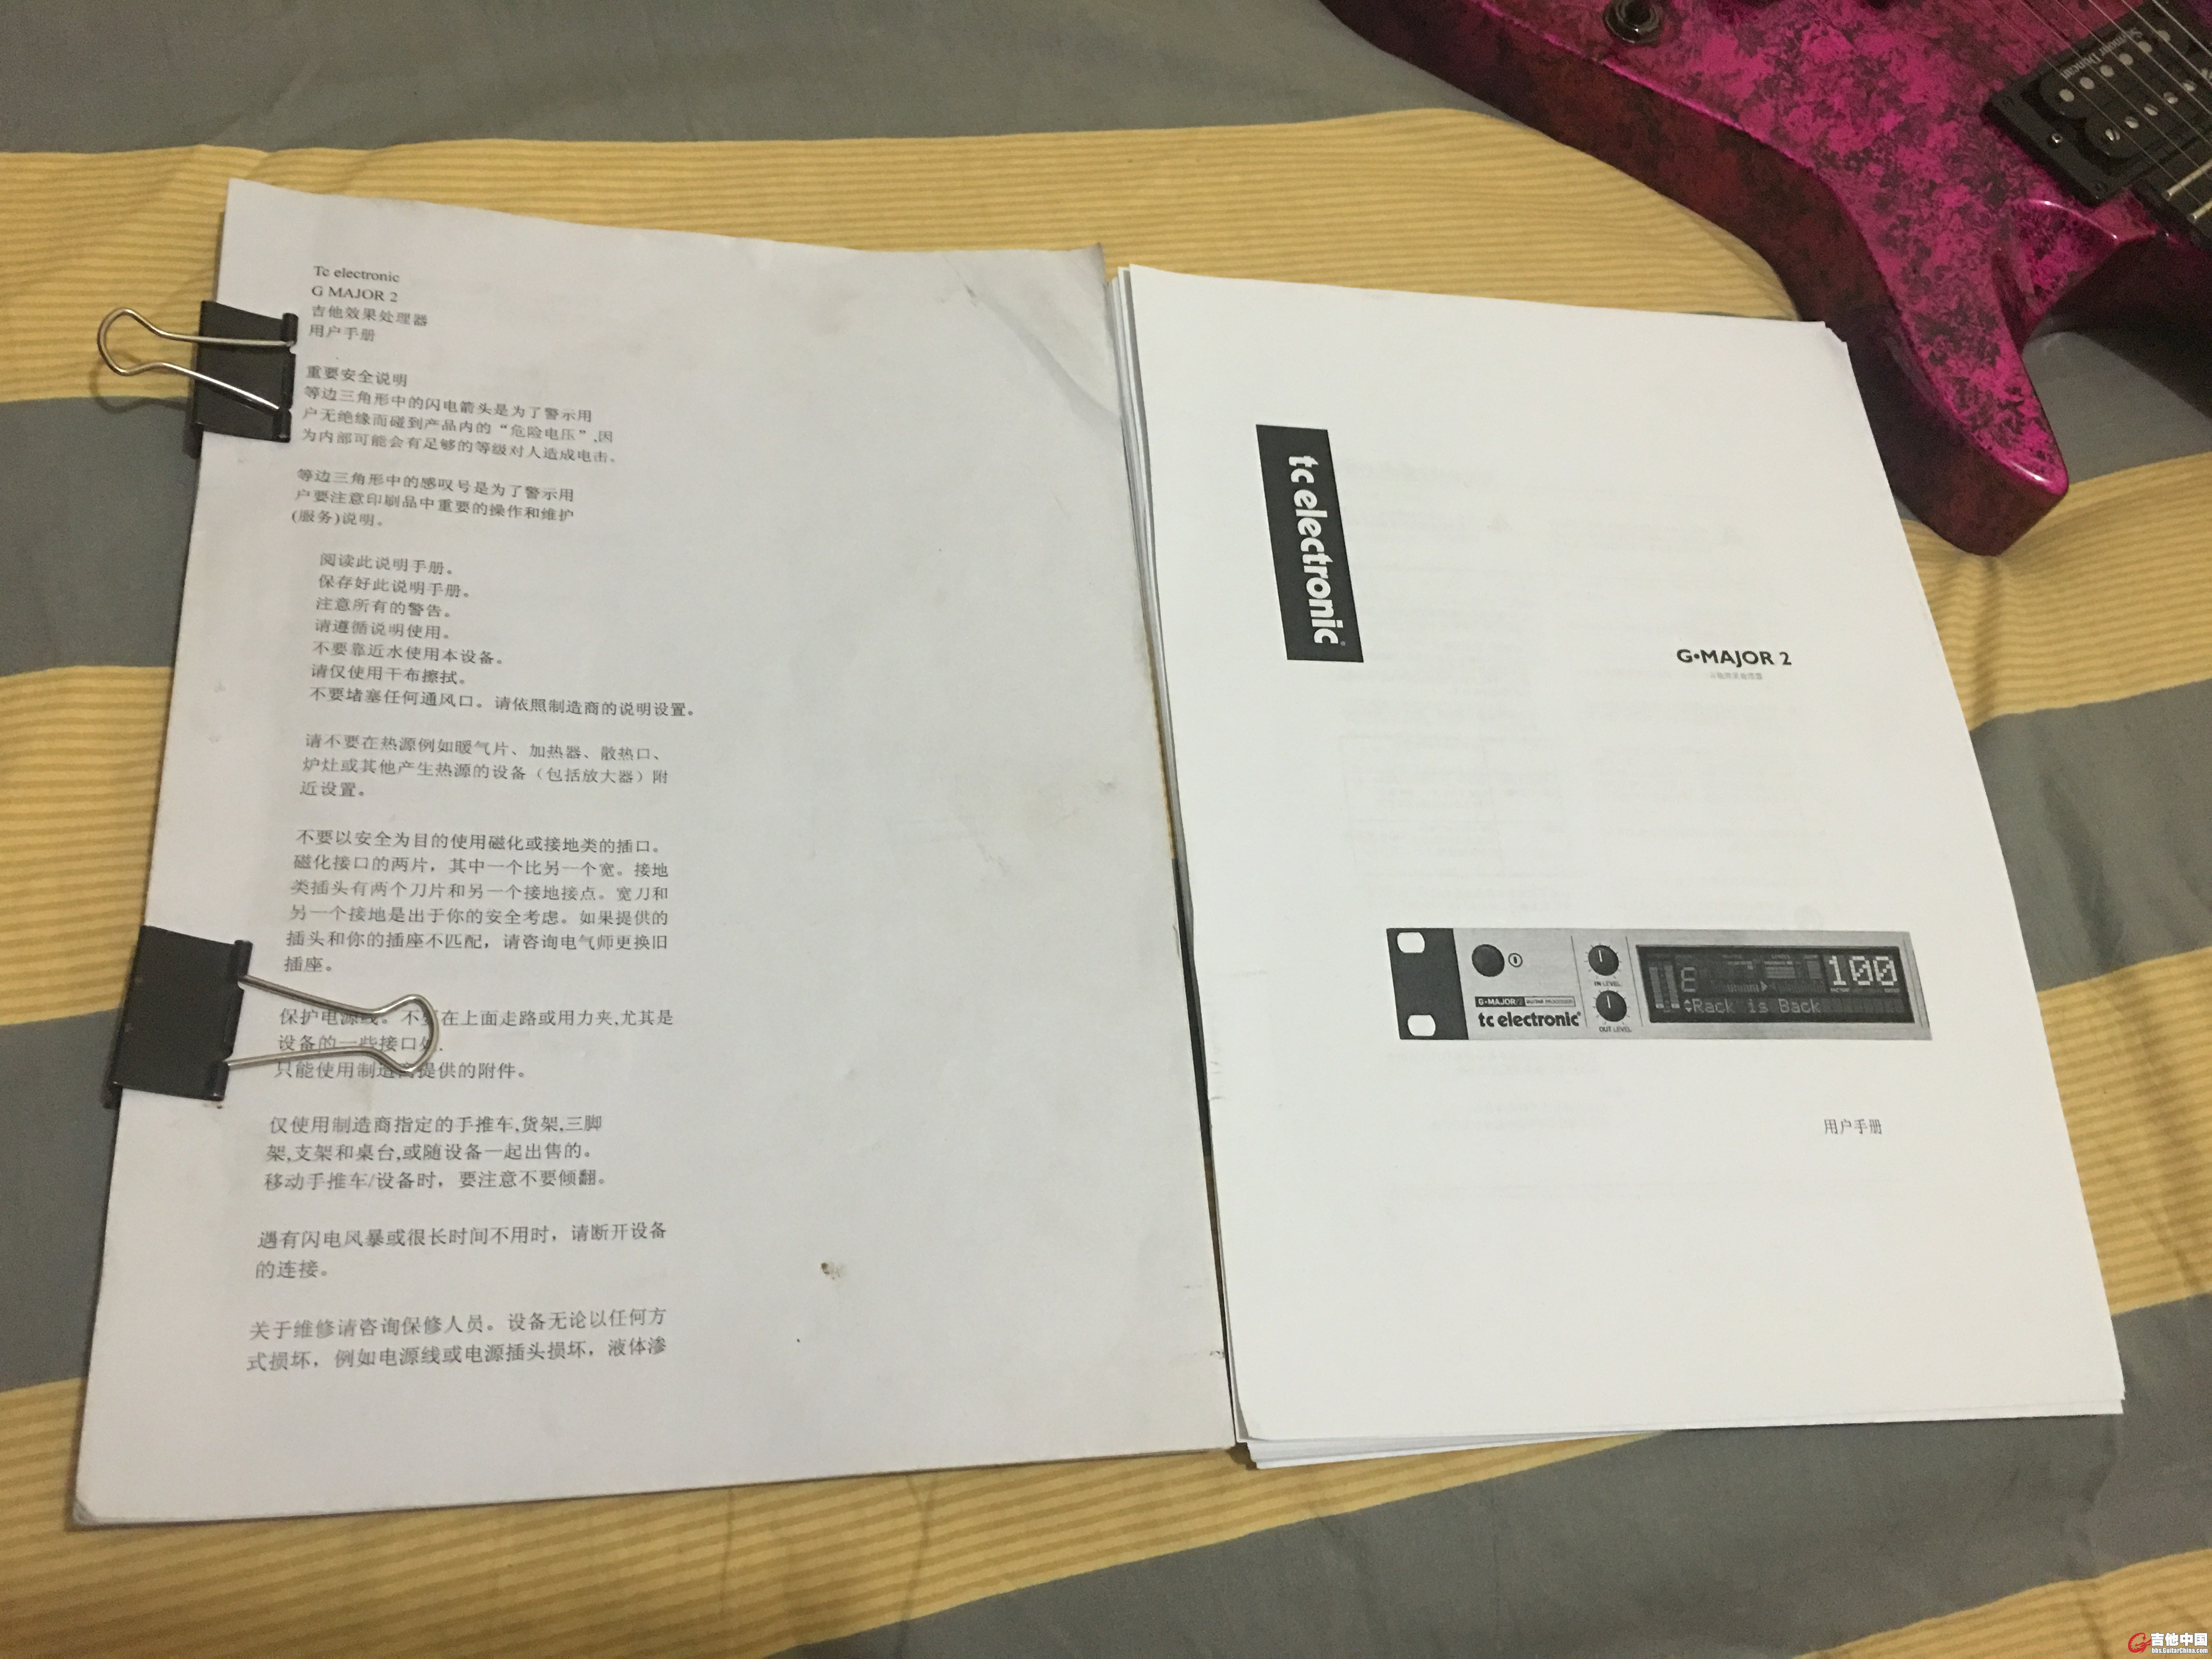 Tc electronic
G MAJOR 2
吉他效果处理器
用户手册
重要安全说明
等边三角形中的闪电箭头是为了警示用
户无绝缘而碰到产品内的“危险电压”,因
为内部可能会有足够的等级对人造成电击。
等边三角形中的感叹号是为了警示用
户要注意印刷品中重要的操作和维护
(服务)说明。
阅读此说明手册。
保存好此说明手册。
注意所有的警告。
请遵循说明使用。
不要靠近水使用本设备。
请仅使用干布擦拭。
不要堵塞任何通风口。请依照制造商的说明设置。
请不要在热源例如暖气片、加热器、散热口、
炉灶或其他产生热源的设备（包括放大器）附
近设置。
不要以安全为目的使用磁化或接地类的插口。
磁化接口的两片，其中一个比另一个宽。接地
类插头有两个刀片和另一个接地接点。宽刀和
另一个接地是出于你的安全考虑。如果提供的
插头和你的插座不匹配，请咨询电气师更换旧
插座。
保护电源线。不要在上面走路或用力夹,尤其是
设备的一些接口处.
只能使用制造商提供的附件。
仅使用制造商指定的手推车,货架,三脚
架,支架和桌台,或随设备一起出售的。
移动手推车/设备时，要注意不要倾翻。
遇有闪电风暴或很长时间不用时，请断开设备
的连接。
关于维修请咨询保修人员。设备无论以任何方
式损坏，例如电源线或电源插头损坏，液体渗
tc electronic
G•MAJOR 2
IN LEVEL
OUT LEVEL
G•MAJOR/2
tc electronic
E
100
Rack is Back
用户手册
Seymour Duncan
吉他中国
bbs.GuitarChina.com